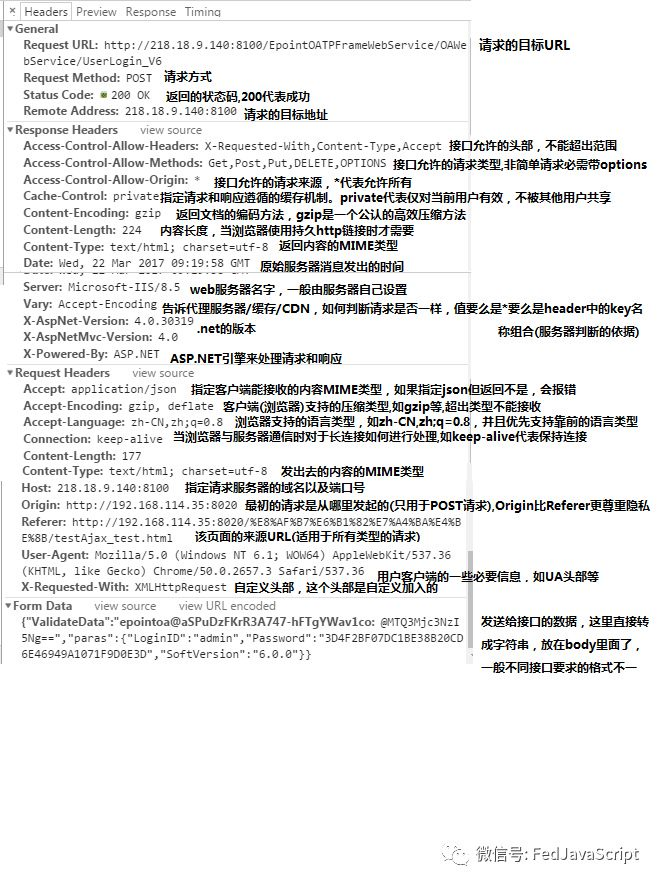 × Headers Preview Response Timing
General
Request URL: http://218.18.9.140:8100/EpointOATPFrameWebService/OAWe 请求的目标URL
bService/UserLogin_V6
Request Method: POST 请求方式
Status Code: 200 OK 返回的状态码,200代表成功
Remote Address: 218.18.9.140:8100 请求的目标地址
Response Headers view source
Access-Control-Allow-Headers: X-Requested-With,Content-Type,Accept 接口允许的头部，不能超出范围
Access-Control-Allow-Methods: Get,Post,Put,DELETE,OPTIONS 接口允许的请求类型,非简单请求必需带options
Access-Control-Allow-Origin: * 接口允许的请求来源，*代表允许所有
Cache-Control: private 指定请求和响应遵循的缓存机制。private代表仅对当前用户有效，不被其他用户共享
Content-Encoding: gzip 返回文档的编码方法，gzip是一个公认的高效压缩方法
Content-Length: 224 内容长度，当浏览器使用持久http链接时才需要
Content-Type: text/html; charset=utf-8 返回内容的MIME类型
Date: Wed, 22 Mar 2017 09:19:58 GMT 原始服务器消息发出的时间
Server: Microsoft-IIS/8.5 web服务器名字，一般由服务器自己设置
Vary: Accept-Encoding 告诉代理服务器/缓存/CDN，如何判断请求是否一样，值要么是*要么是header中的key名
称组合(服务器判断的依据)
X-AspNet-Version: 4.0.30319 .net的版本
X-AspNetMvc-Version: 4.0
X-Powered-By: ASP.NET ASP.NET引擎来处理请求和响应
Request Headers view source
Accept: application/json 指定客户端能接收的内容MIME类型，如果指定json但返回不是，会报错
Accept-Encoding: gzip, deflate 客户端(浏览器)支持的压缩类型,如gzip等,超出类型不能接收
Accept-Language: zh-CN,zh;q=0.8 浏览器支持的语言类型，如zh-CN,zh;q=0.8，并且优先支持靠前的语言类型
Connection: keep-alive 当浏览器与服务器通信时对于长连接如何进行处理,如keep-alive代表保持连接
Content-Length: 177
Content-Type: text/html; charset=utf-8 发出去的内容的MIME类型
Host: 218.18.9.140:8100 指定请求服务器的域名以及端口号
Origin: http://192.168.114.35:8020 最初的请求是从哪里发起的(只用于POST请求),Origin比Referer更尊重隐私
Referer: http://192.168.114.35:8020/%E8%AF%B7%E6%B1%82%E7%A4%BA%E4%B
E%8B/testAjax_test.html 该页面的来源URL(适用于所有类型的请求)
User-Agent: Mozilla/5.0 (Windows NT 6.1; WOW64) AppleWebKit/537.36
(KHTML, like Gecko) Chrome/50.0.2657.3 Safari/537.36 用户客户端的一些必要信息，如UA头部等
X-Requested-With: XMLHttpRequest 自定义头部，这个头部是自定义加入的
Form Data view source view URL encoded
{"ValidateData":"epointoa@aSPuDzFKrR3A747-hFTgYWav1co: @MTQ3Mjc3NzI 发送给接口的数据，这里直接转
5Ng==","paras":{"LoginID":"admin","Password":"3D4F2BF07DC1BE38B20CD 成字符串，放在body里面了，
6E46949A1071F9D0E3D","SoftVersion":"6.0.0"}} 一般不同接口要求的格式不一
微信号: FedJavaScript